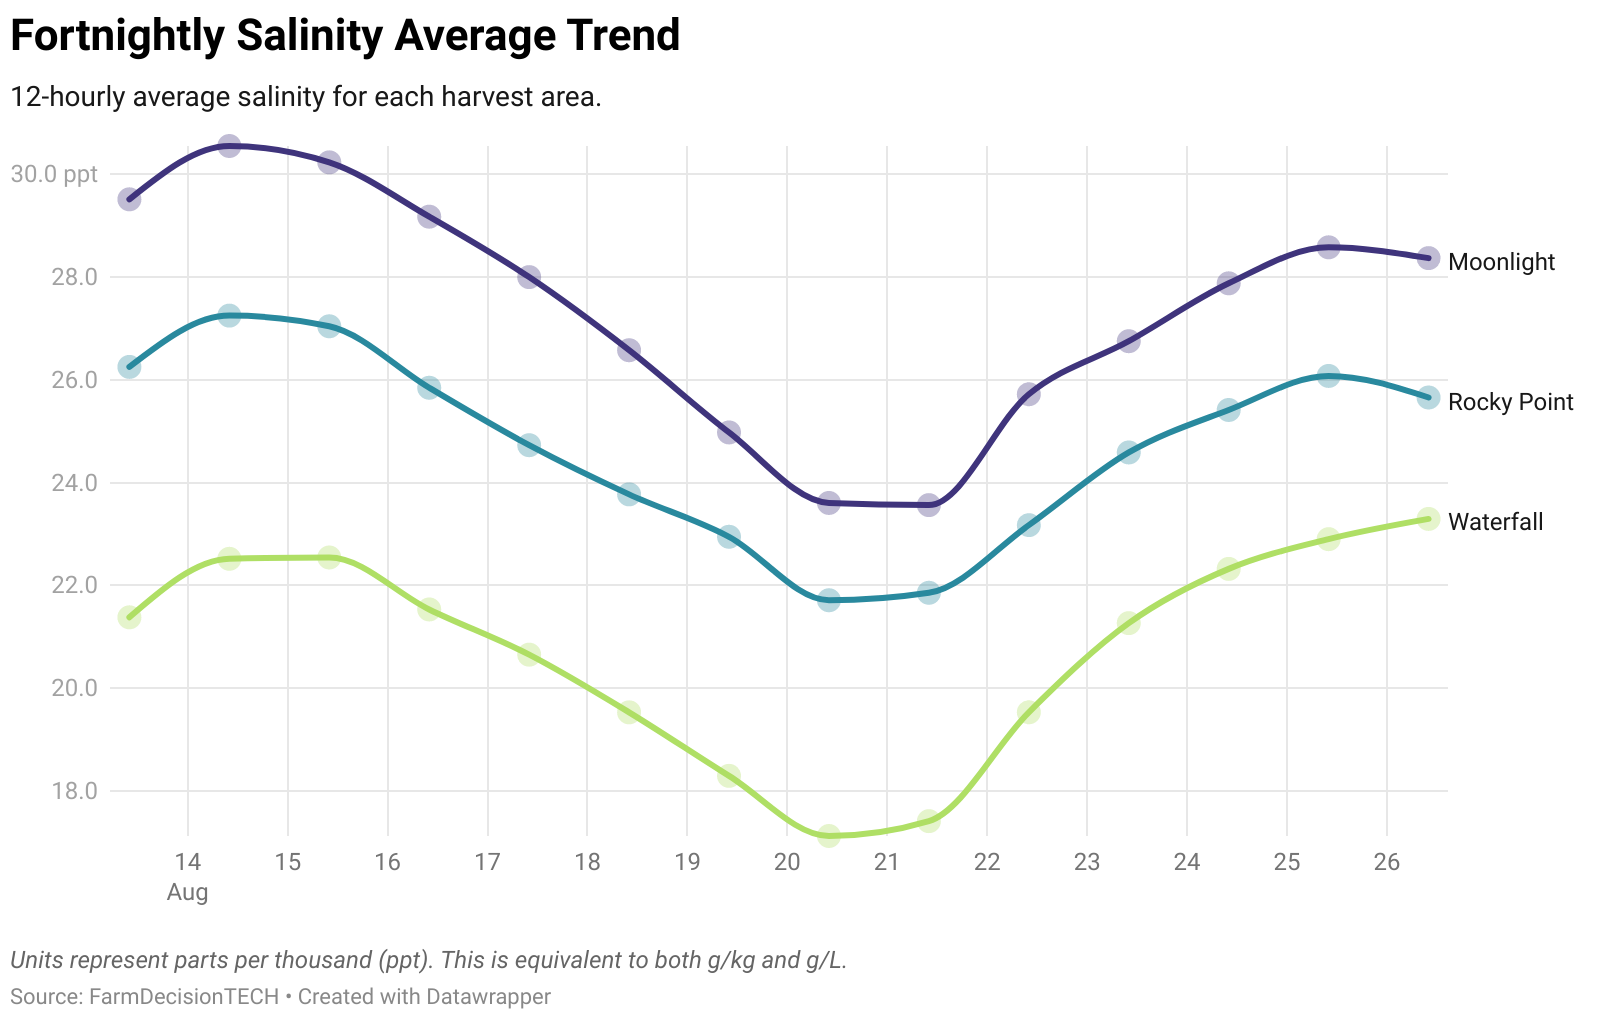 Fortnightly Salinity Average Trend
12-hourly average salinity for each harvest area.
30.0 ppt
28.0
26.0
24.0
22.0
20.0
18.0
Moonlight
Rocky Point
Waterfall
14 15 16 17 18 19 20 21 22 23 24 25 26
Aug
Units represent parts per thousand (ppt). This is equivalent to both g/kg and g/L.
Source: FarmDecisionTECH • Created with Datawrapper